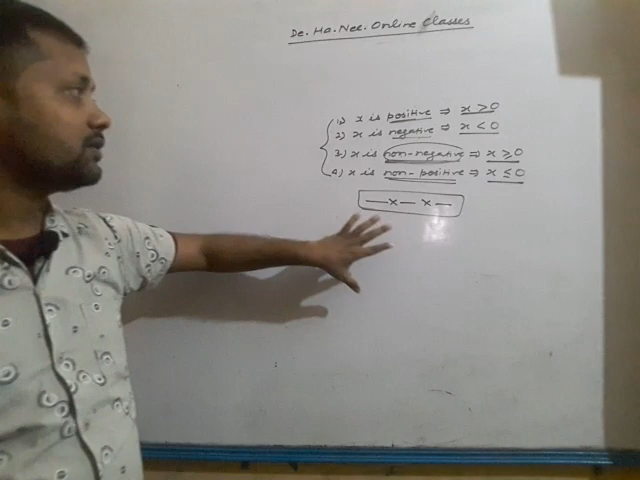 De. Ha. Nee. Online Classes
1) x is positive ⇒ x > 0
2) x is negative ⇒ x < 0
3) x is non-negative ⇒ x ≥ 0
4) x is non-positive ⇒ x ≤ 0
—x— x —